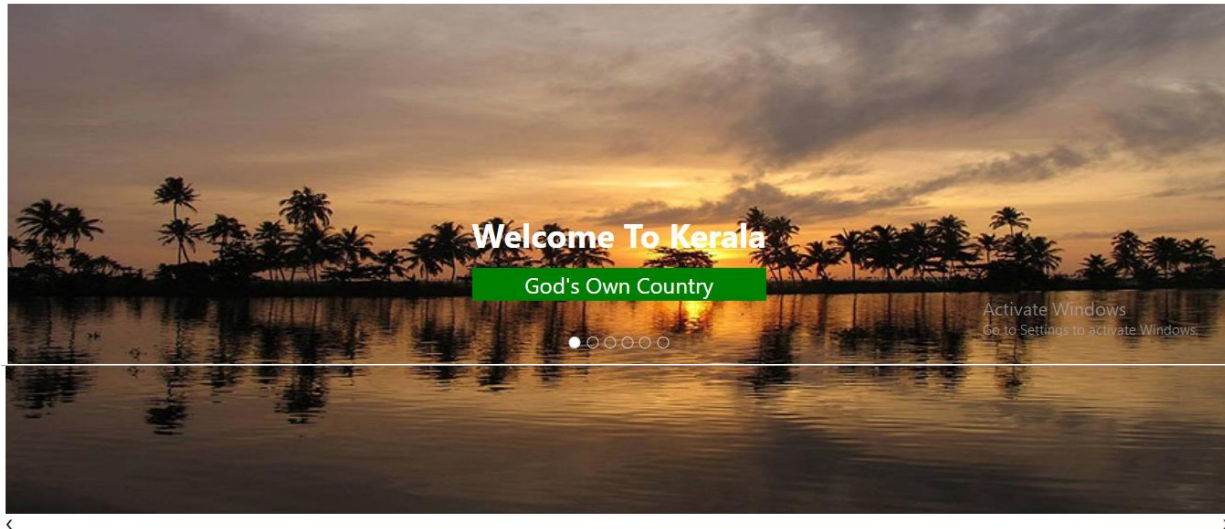 Welcome To Kerala
God's Own Country
Activate Windows
Go to Settings to activate Windows.